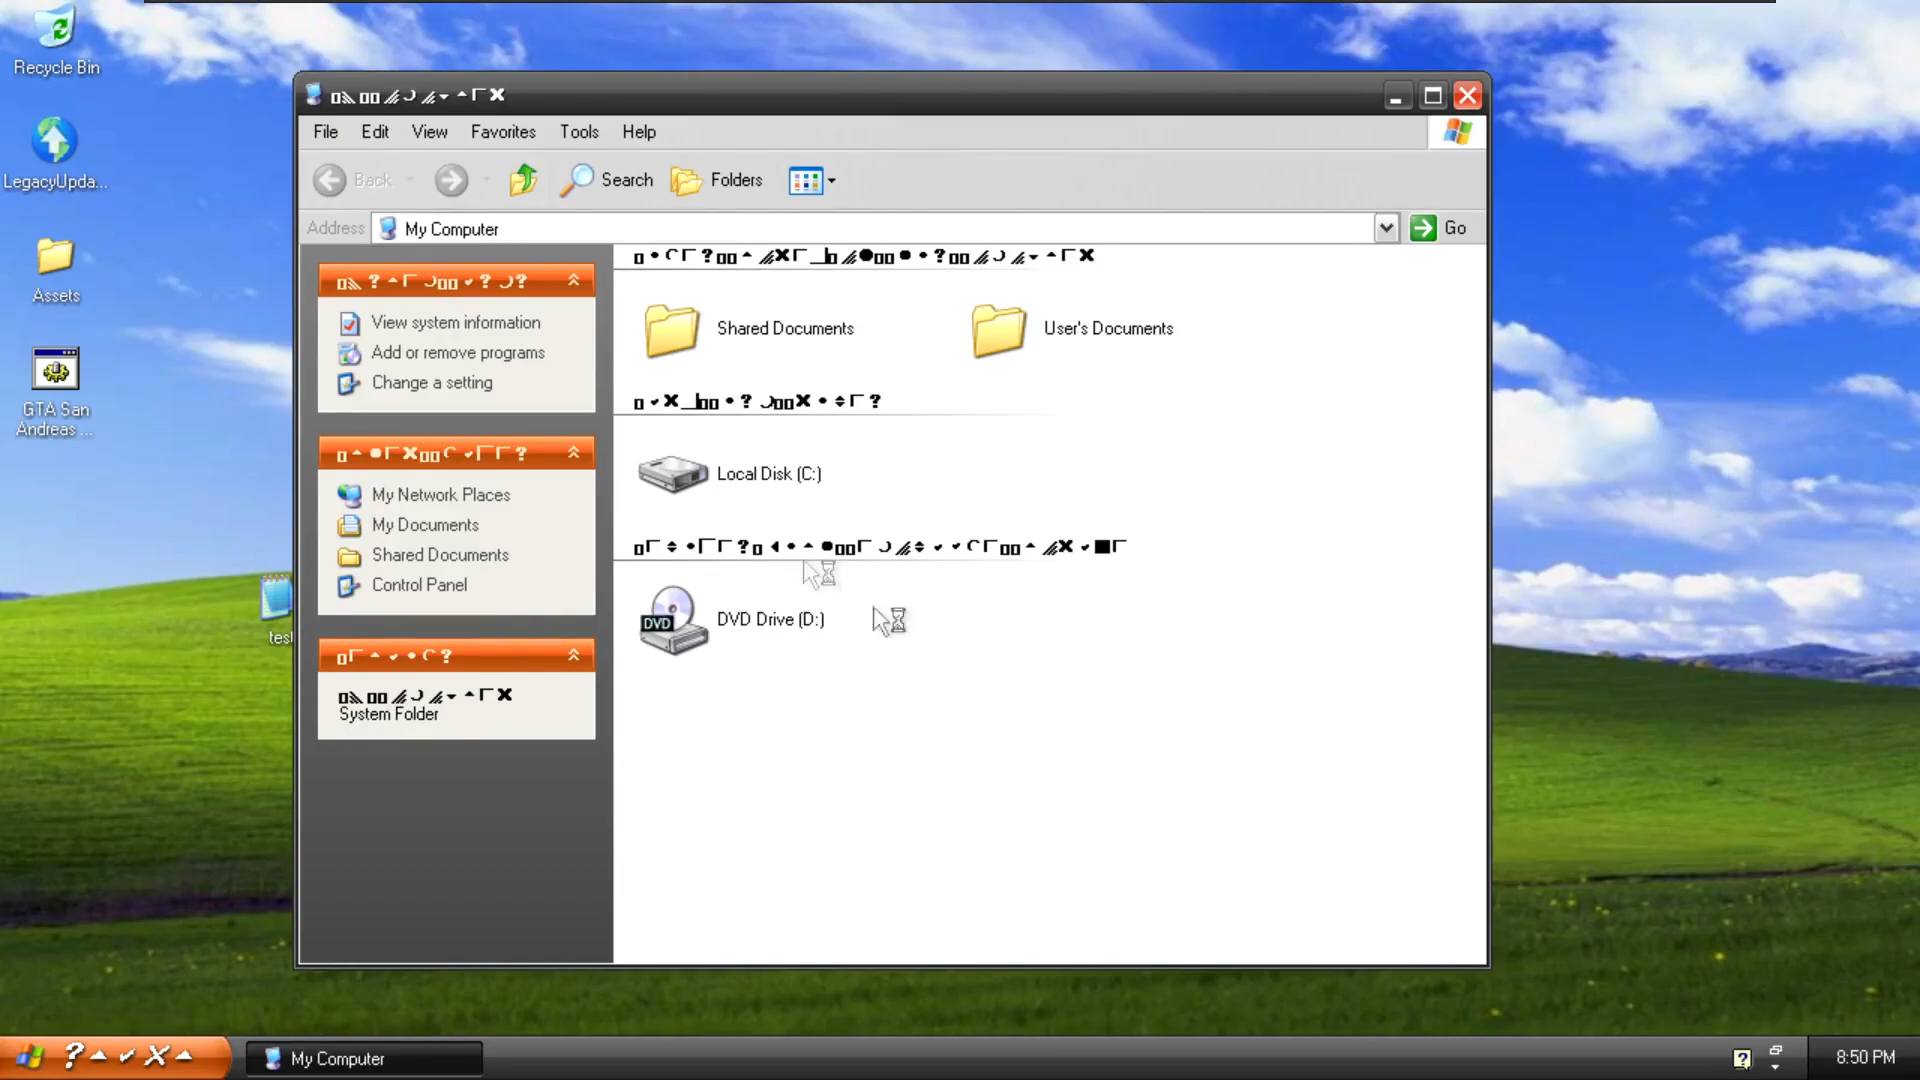 Recycle Bin
LegacyUpda...
Assets
GTA San
Andreas ...
test
File Edit View Favorites Tools Help
Back Search Folders
Address My Computer Go
View system information
Add or remove programs
Change a setting
My Network Places
My Documents
Shared Documents
Control Panel
System Folder
Shared Documents User's Documents
Local Disk (C:)
DVD Drive (D:)
DVD
My Computer
8:50 PM